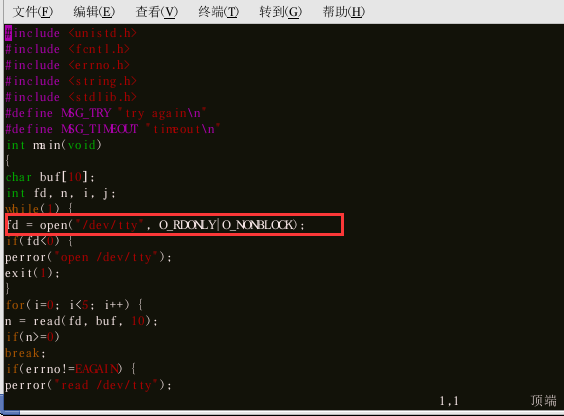 文件(F) 编辑(E) 查看(V) 终端(T) 转到(G) 帮助(H)
#include <unistd.h>
#include <fcntl.h>
#include <errno.h>
#include <string.h>
#include <stdlib.h>
#define MSG_TRY "try again\n"
#define MSG_TIMEOUT "timeout\n"
int main(void)
{
char buf[10];
int fd, n, i, j;
while(1) {
fd = open("/dev/tty", O_RDONLY|O_NONBLOCK);
if(fd<0) {
perror("open /dev/tty");
exit(1);
}
for(i=0; i<5; i++) {
n = read(fd, buf, 10);
if(n>=0)
break;
if(errno!=EAGAIN) {
perror("read /dev/tty");
1,1 顶端